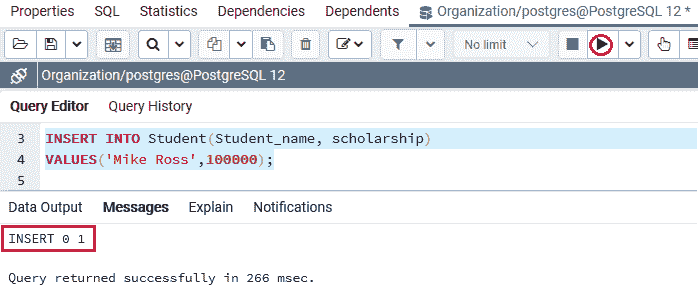 Properties SQL Statistics Dependencies Dependents Organization/postgres@PostgreSQL 12 *
No limit
Organization/postgres@PostgreSQL 12
Query Editor Query History
3 INSERT INTO Student(Student_name, scholarship)
4 VALUES('Mike Ross',100000);
5
Data Output Messages Explain Notifications
INSERT 0 1
Query returned successfully in 266 msec.